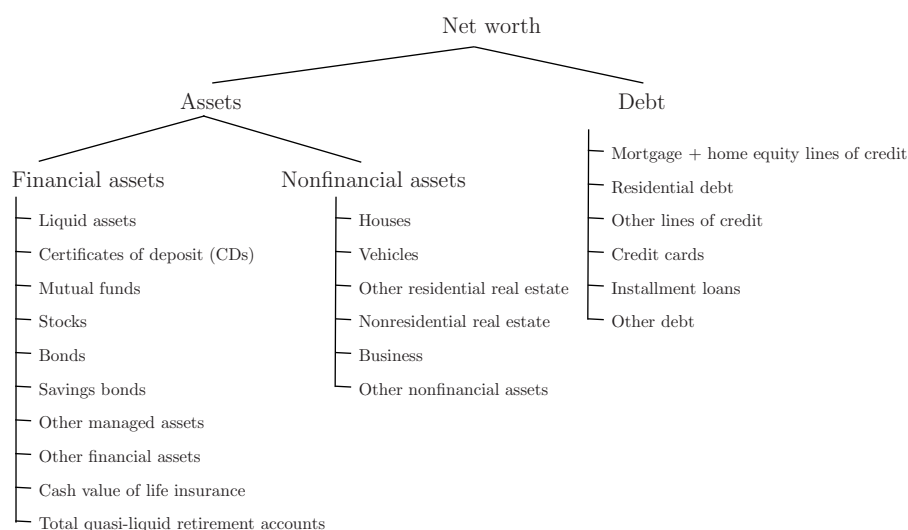 Net worth
Assets
Debt
Financial assets
Nonfinancial assets
Liquid assets
Certificates of deposit (CDs)
Mutual funds
Stocks
Bonds
Savings bonds
Other managed assets
Other financial assets
Cash value of life insurance
Total quasi-liquid retirement accounts
Houses
Vehicles
Other residential real estate
Nonresidential real estate
Business
Other nonfinancial assets
Mortgage + home equity lines of credit
Residential debt
Other lines of credit
Credit cards
Installment loans
Other debt